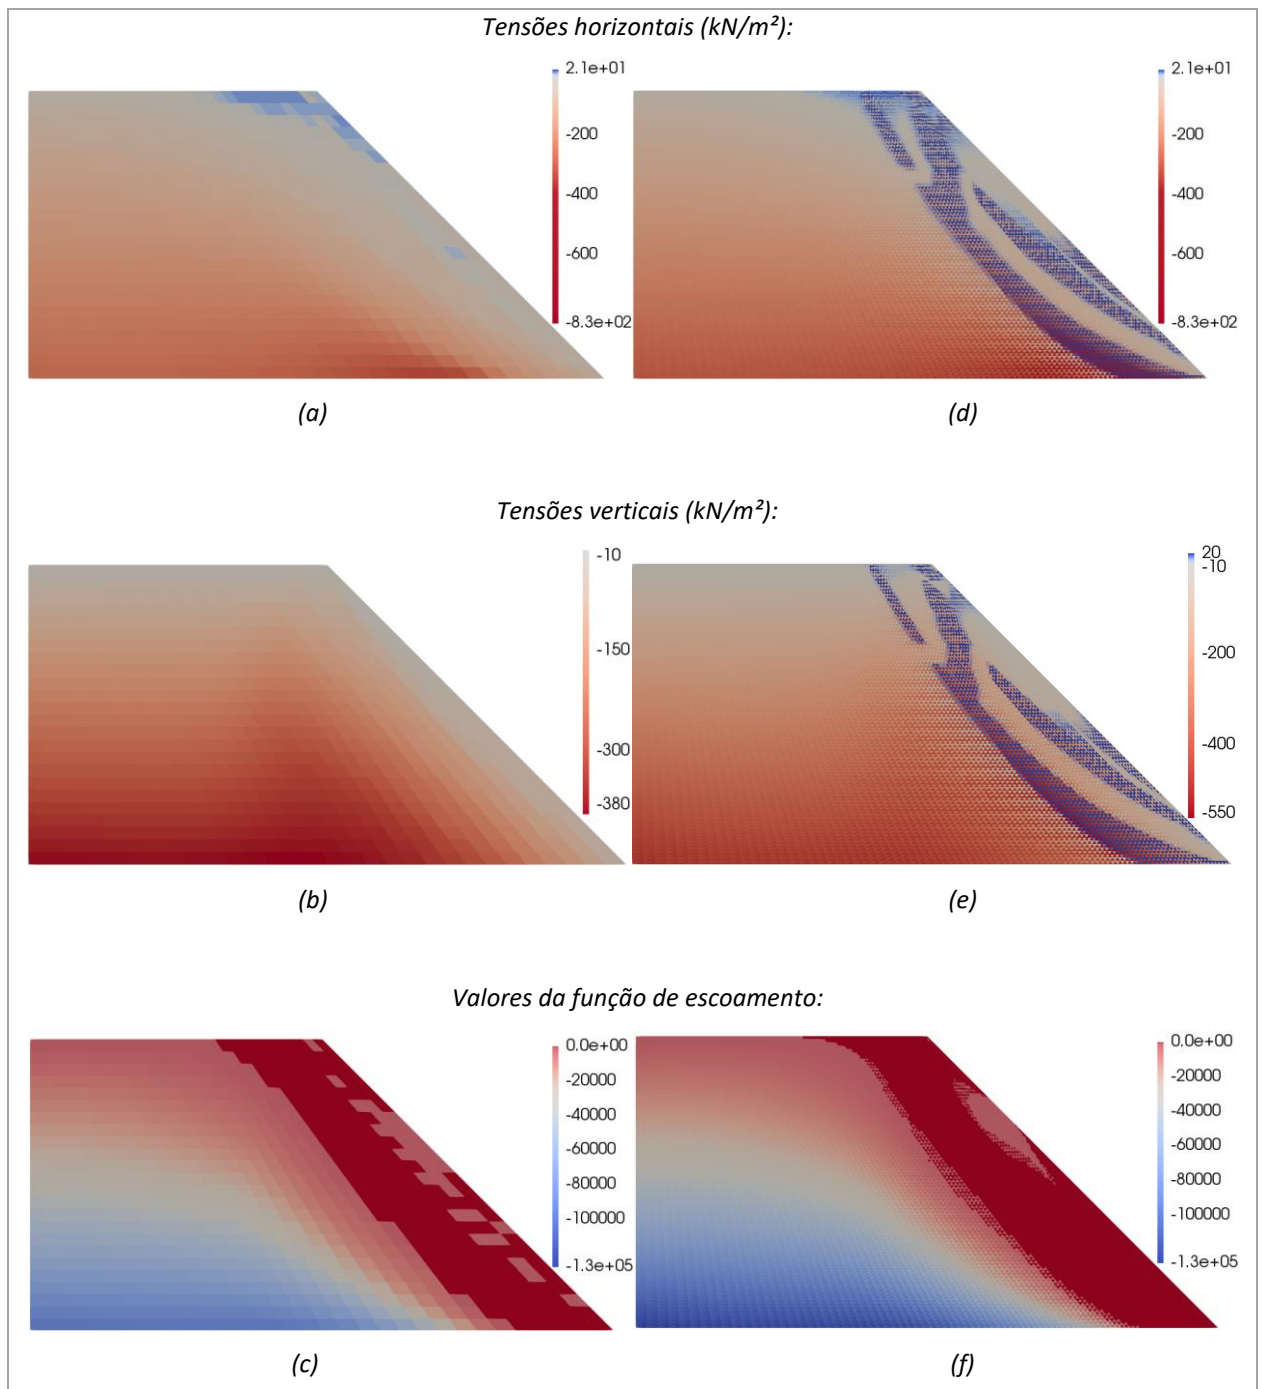 Tensões horizontais (kN/m²):
2.1e+01
-200
-400
-600
-8.3e+02
2.1e+01
-200
-400
-600
-8.3e+02
(a)
(d)
Tensões verticais (kN/m²):
-10
-150
-300
-380
20
-10
-200
-400
-550
(b)
(e)
Valores da função de escoamento:
0.0e+00
-20000
-40000
-60000
-80000
-100000
-1.3e+05
0.0e+00
-20000
-40000
-60000
-80000
-100000
-1.3e+05
(c)
(f)